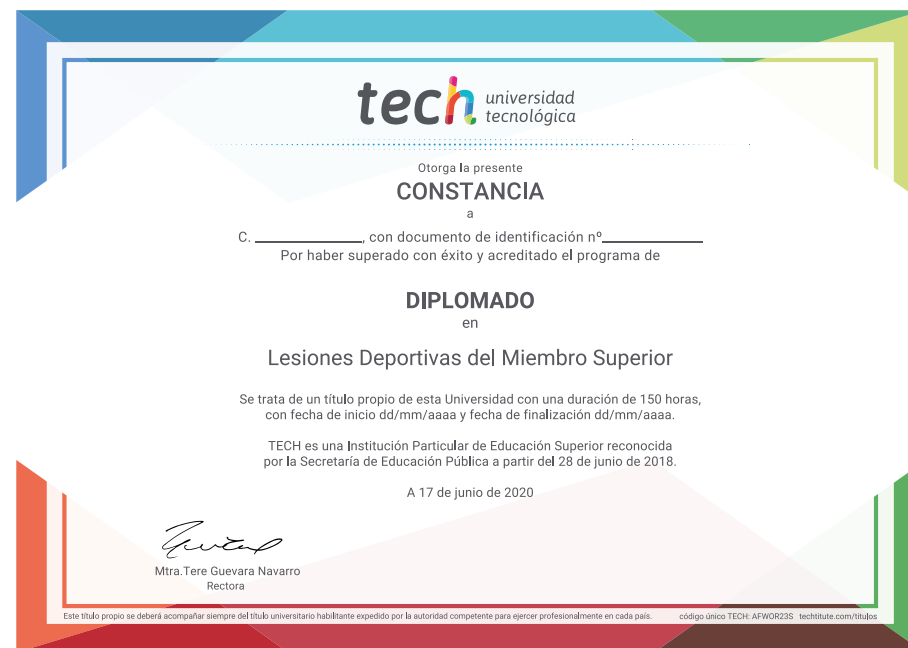 tech universidad
tecnológica
Otorga la presente
CONSTANCIA
a
C. ____________, con documento de identificación nº____________
Por haber superado con éxito y acreditado el programa de
DIPLOMADO
en
Lesiones Deportivas del Miembro Superior
Se trata de un título propio de esta Universidad con una duración de 150 horas,
con fecha de inicio dd/mm/aaaa y fecha de finalización dd/mm/aaaa.
TECH es una Institución Particular de Educación Superior reconocida
por la Secretaría de Educación Pública a partir del 28 de junio de 2018.
A 17 de junio de 2020
Mtra.Tere Guevara Navarro
Rectora
Este título propio se deberá acompañar siempre del título universitario habilitante expedido por la autoridad competente para ejercer profesionalmente en cada país. código único TECH: AFWOR23S techtitute.com/titulos